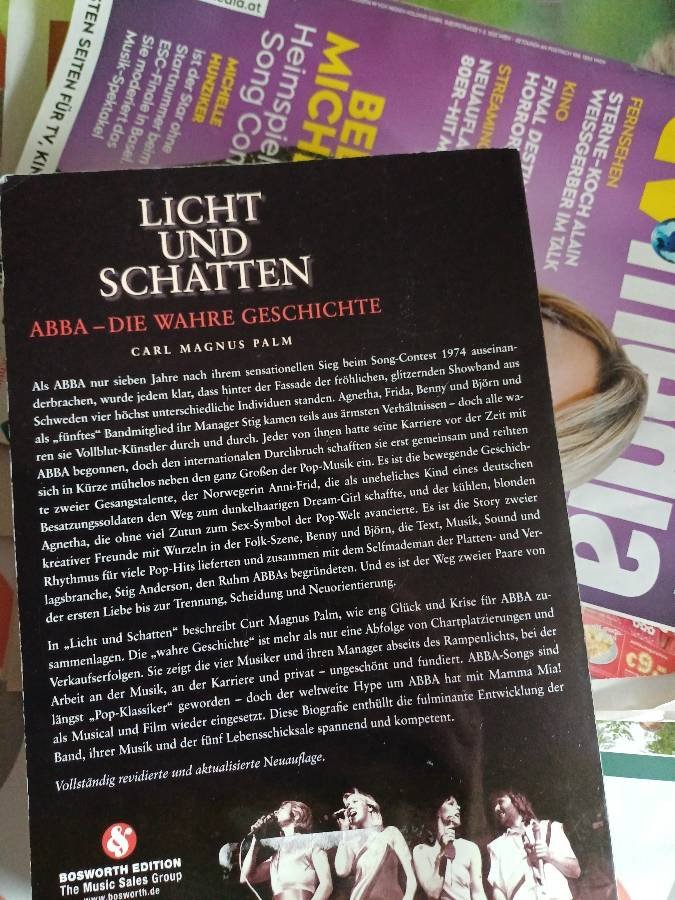 LICHT
UND
SCHATTEN
ABBA – DIE WAHRE GESCHICHTE
CARL MAGNUS PALM
Als ABBA nur sieben Jahre nach ihrem sensationellen Sieg beim Song-Contest 1974 auseinan-
derbrachen, wurde jedem klar, dass hinter der Fassade der fröhlichen, glitzernden Showband aus
Schweden vier höchst unterschiedliche Individuen standen. Agnetha, Frida, Benny und Björn und
als „fünftes“ Bandmitglied ihr Manager Stig kamen teils aus ärmsten Verhältnissen – doch alle wa-
ren sie Vollblut-Künstler durch und durch. Jeder von ihnen hatte seine Karriere vor der Zeit mit
ABBA begonnen, doch den internationalen Durchbruch schafften sie erst gemeinsam und reihten
sich in Kürze mühelos neben den ganz Großen der Pop-Musik ein. Es ist die bewegende Geschich-
te zweier Gesangstalente, der Norwegerin Anni-Frid, die als uneheliches Kind eines deutschen
Besatzungssoldaten den Weg zum dunkelhaarigen Dream-Girl schaffte, und der kühlen, blonden
Agnetha, die ohne viel Zutun zum Sex-Symbol der Pop-Welt avancierte. Es ist die Story zweier
kreativer Freunde mit Wurzeln in der Folk-Szene, Benny und Björn, die Text, Musik, Sound und
Rhythmus für viele Pop-Hits lieferten und zusammen mit dem Selfmademan der Platten- und Ver-
lagsbranche, Stig Anderson, den Ruhm ABBAs begründeten. Und es ist der Weg zweier Paare von
der ersten Liebe bis zur Trennung, Scheidung und Neuorientierung.
In „Licht und Schatten“ beschreibt Curt Magnus Palm, wie eng Glück und Krise für ABBA zu-
sammenlagen. Die „wahre Geschichte“ ist mehr als nur eine Abfolge von Chartplatzierungen und
Verkaufserfolgen. Sie zeigt die vier Musiker und ihren Manager abseits des Rampenlichts, bei der
Arbeit an der Musik, an der Karriere und privat – ungeschönt und fundiert. ABBA-Songs sind
längst „Pop-Klassiker“ geworden – doch der weltweite Hype um ABBA hat mit Mamma Mia!
als Musical und Film wieder eingesetzt. Diese Biografie enthüllt die fulminante Entwicklung der
Band, ihrer Musik und der fünf Lebensschicksale spannend und kompetent.
Vollständig revidierte und aktualisierte Neuauflage.
BOSWORTH EDITION
The Music Sales Group
www.bosworth.de
media.at
STEN SEITEN FÜR TV, KIN
MICHELLE
HUNZIKER
Ist der Star ohne
Startnummer beim
ESC-Finale in Basel:
Sie moderiert das
Musik-Spektakel
BEL
MICH
Heimspiel
Song Con
STREAMING
NEUAUFLA
80ER-HIT M
KINO
FINAL DESTI
HORROR
FERNSEHEN
STERNE-KOCH ALAIN
WEISSGERBER IM TALK
tvmedia
€9